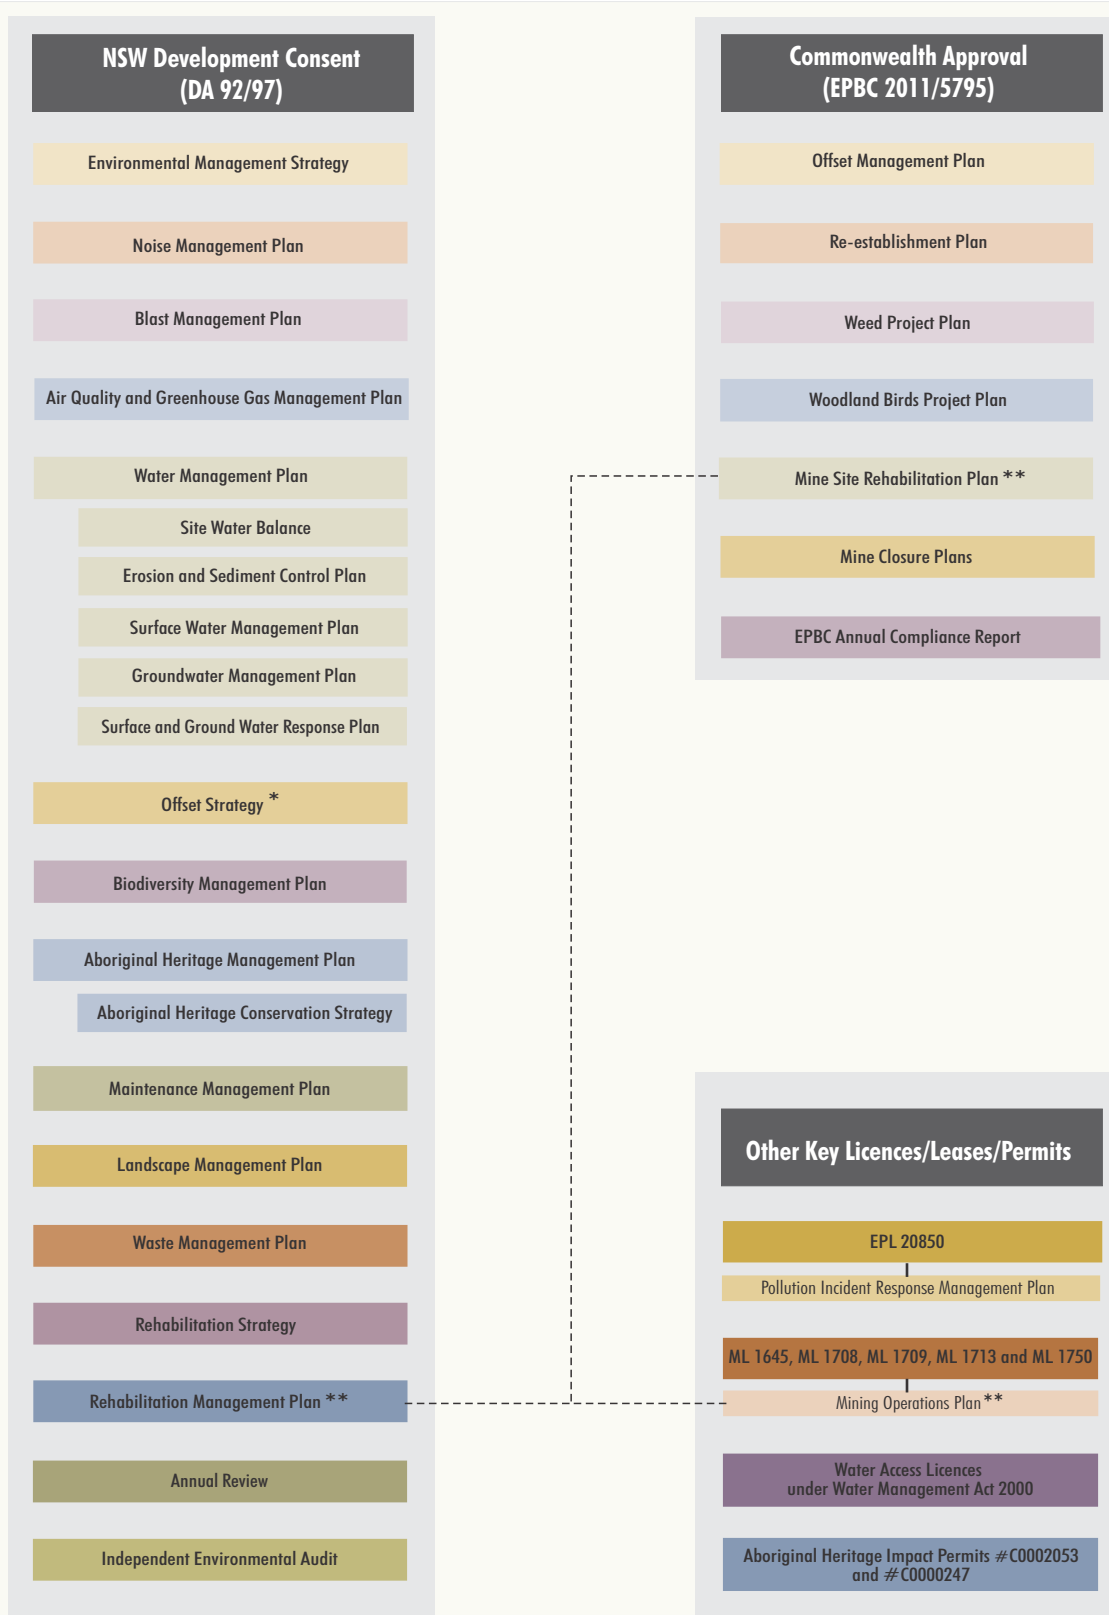 NSW Development Consent
(DA 92/97)
Environmental Management Strategy
Noise Management Plan
Blast Management Plan
Air Quality and Greenhouse Gas Management Plan
Water Management Plan
Site Water Balance
Erosion and Sediment Control Plan
Surface Water Management Plan
Groundwater Management Plan
Surface and Ground Water Response Plan
Offset Strategy *
Biodiversity Management Plan
Aboriginal Heritage Management Plan
Aboriginal Heritage Conservation Strategy
Maintenance Management Plan
Landscape Management Plan
Waste Management Plan
Rehabilitation Strategy
Rehabilitation Management Plan **
Annual Review
Independent Environmental Audit
Commonwealth Approval
(EPBC 2011/5795)
Offset Management Plan
Re-establishment Plan
Weed Project Plan
Woodland Birds Project Plan
Mine Site Rehabilitation Plan **
Mine Closure Plans
EPBC Annual Compliance Report
Other Key Licences/Leases/Permits
EPL 20850
Pollution Incident Response Management Plan
ML 1645, ML 1708, ML 1709, ML 1713 and ML 1750
Mining Operations Plan **
Water Access Licences
under Water Management Act 2000
Aboriginal Heritage Impact Permits #C0002053
and #C0000247